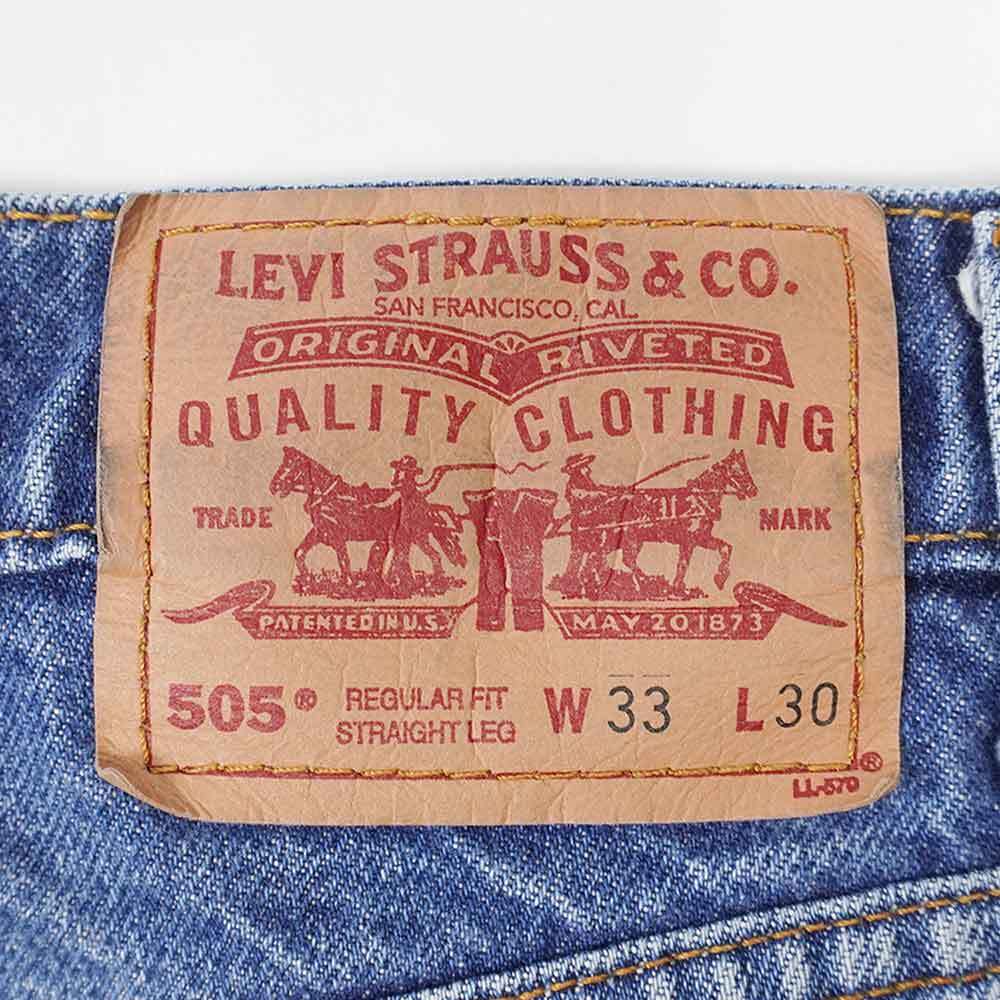 LEVI STRAUSS & CO.
SAN FRANCISCO, CAL.
ORIGINAL RIVETED
QUALITY CLOTHING
TRADE MARK
PATENTED IN U.S. MAY 20 1873
505® REGULAR FIT W 33 L 30
STRAIGHT LEG
®
LL-570